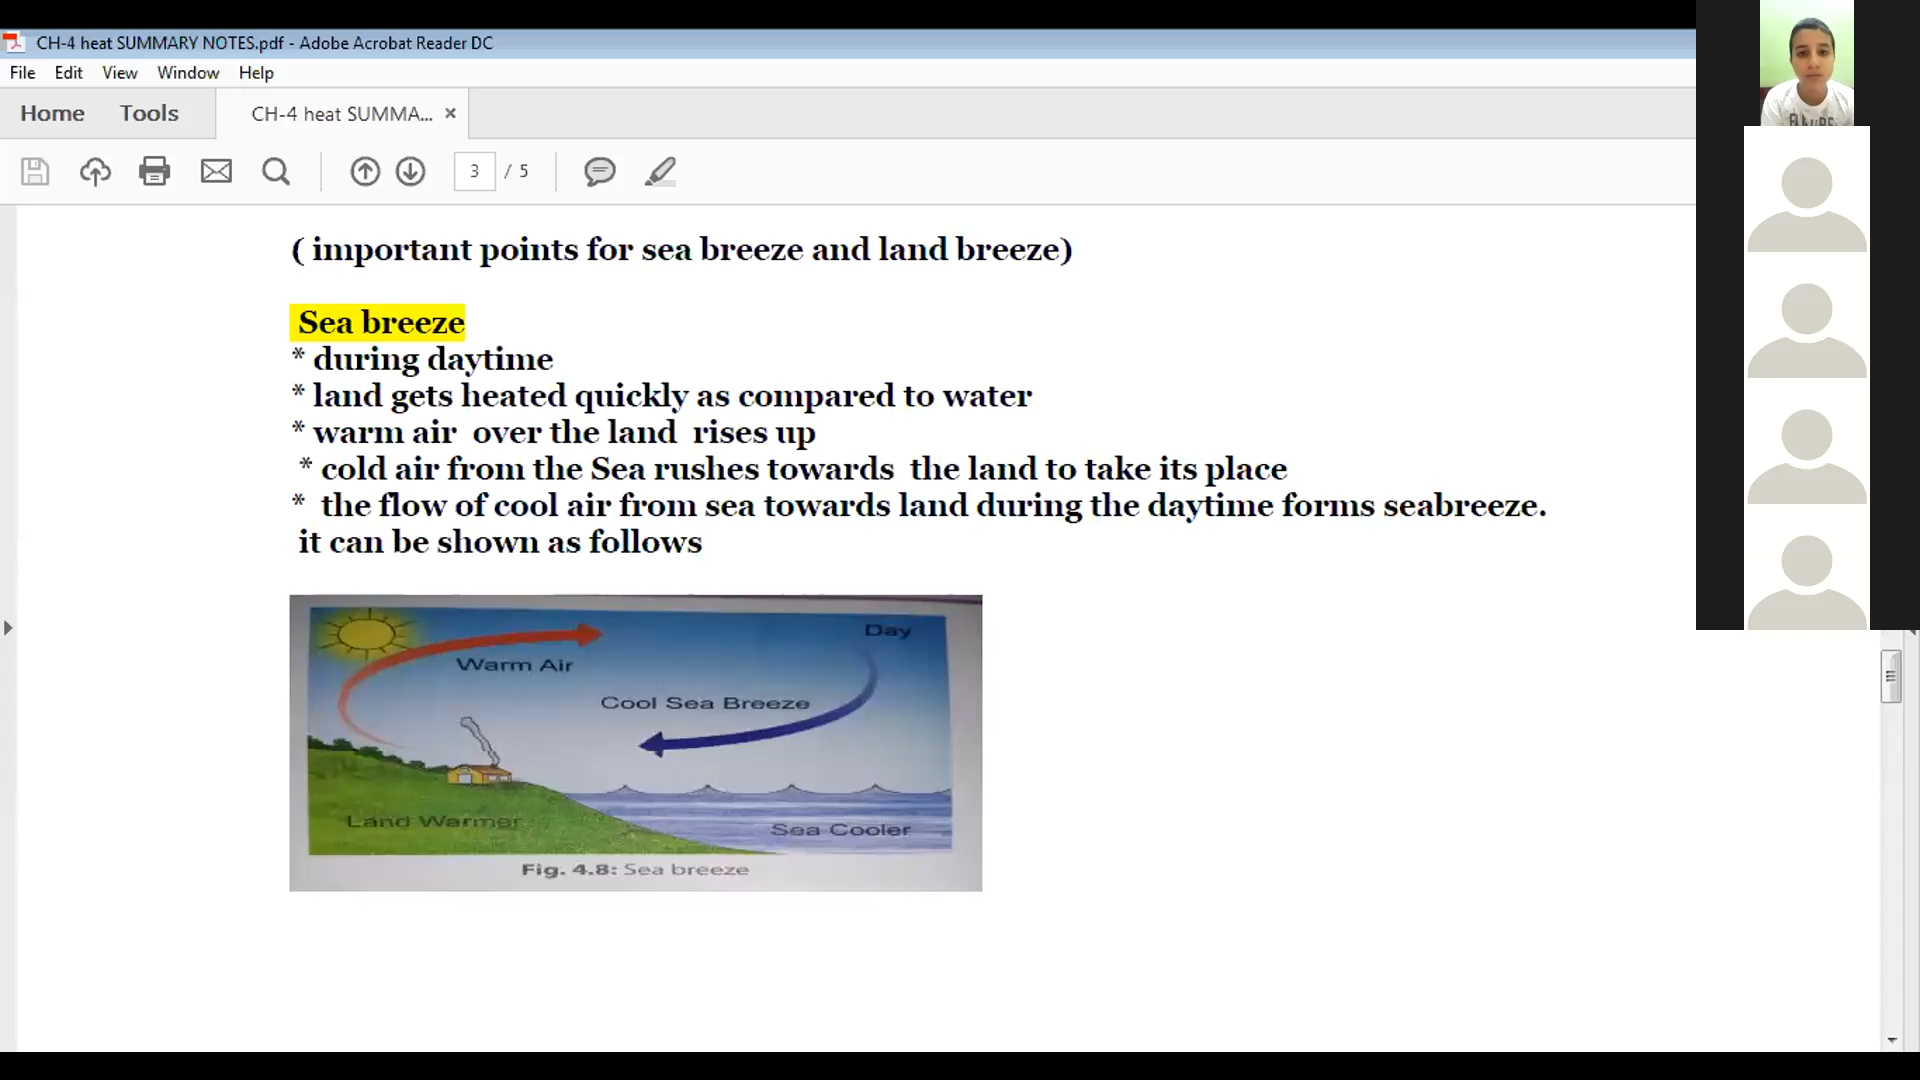 CH-4 heat SUMMARY NOTES.pdf - Adobe Acrobat Reader DC
File Edit View Window Help
Home Tools CH-4 heat SUMMA... ×
3 / 5
( important points for sea breeze and land breeze)
Sea breeze
* during daytime
* land gets heated quickly as compared to water
* warm air over the land rises up
* cold air from the Sea rushes towards the land to take its place
* the flow of cool air from sea towards land during the daytime forms seabreeze.
it can be shown as follows
Day
Warm Air
Cool Sea Breeze
Land Warmer
Sea Cooler
Fig. 4.8: Sea breeze